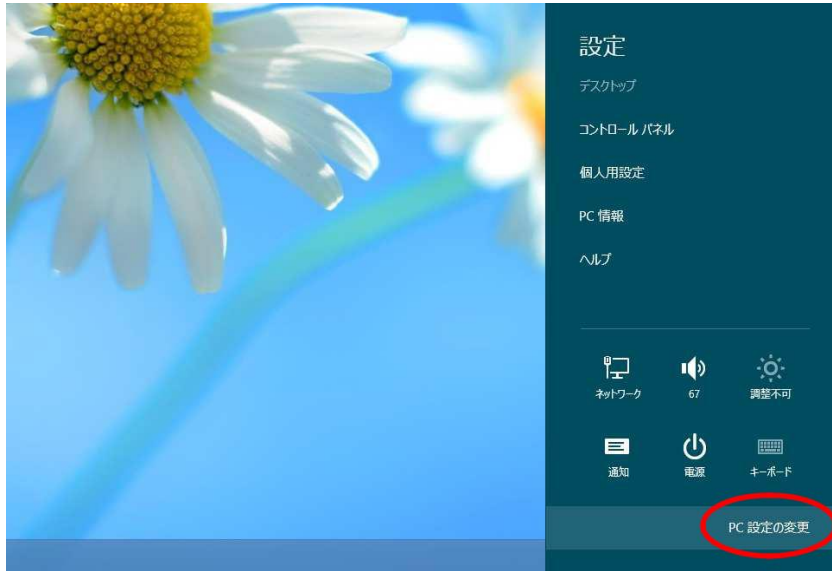 設定
デスクトップ
コントロール パネル
個人用設定
PC 情報
ヘルプ
ネットワーク
67
調整不可
通知
電源
キーボード
PC 設定の変更